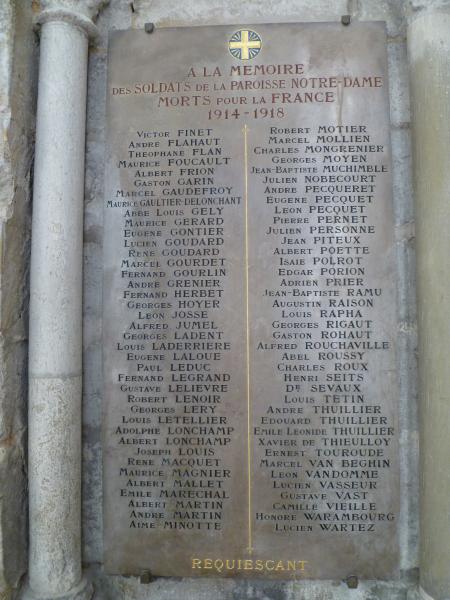 A LA MEMOIRE
DES SOLDATS DE LA PAROISSE NOTRE-DAME
MORTS POUR LA FRANCE
1914-1918
VICTOR FINET
ANDRE FLAHAUT
THEOPHANE FLAN
MAURICE FOUCAULT
ALBERT FRION
GASTON GARIN
MARCEL GAUDEFROY
MAURICE GAULTIER-DELONCHANT
ABBE LOUIS GELY
MAURICE GERARD
EUGENE GONTIER
LUCIEN GOUDARD
RENE GOUDARD
MARCEL GOURDET
FERNAND GOURLIN
ANDRE GRENIER
FERNAND HERBET
GEORGES HOYER
LEON JOSSE
ALFRED JUMEL
GEORGES LADENT
LOUIS LADERRIERE
EUGENE LALOUE
PAUL LEDUC
FERNAND LEGRAND
GUSTAVE LELIEVRE
ROBERT LENOIR
GEORGES LERY
LOUIS LETELLIER
ADOLPHE LONCHAMP
ALBERT LONCHAMP
JOSEPH LOUIS
RENE MACQUET
MAURICE MAGNIER
ALBERT MALLET
EMILE MARECHAL
ALBERT MARTIN
ANDRE MARTIN
AIME MINOTTE
ROBERT MOTIER
MARCEL MOLLIEN
CHARLES MONGRENIER
GEORGES MOYEN
JEAN-BAPTISTE MUCHIMBLE
JULIEN NOBECOURT
ANDRE PECQUERET
EUGENE PECQUET
LEON PECQUET
PIERRE PERNET
JULIEN PERSONNE
JEAN PITEUX
ALBERT POETTE
ISAIE POIROT
EDGAR PORION
ADRIEN PRIER
JEAN-BAPTISTE RAMU
AUGUSTIN RAISON
LOUIS RAPHA
GEORGES RIGAUT
GASTON ROHAUT
ALFRED ROUCHAVILLE
ABEL ROUSSY
CHARLES ROUX
HENRI SEITS
DR SEVAUX
LOUIS TETIN
ANDRE THUILLIER
EDOUARD THUILLIER
EMILE LEONIDE THUILLIER
XAVIER DE THIEULLOY
ERNEST TOUROUDE
MARCEL VAN BEGHIN
LEON VANDOMME
LUCIEN VASSEUR
GUSTAVE VAST
CAMILLE VIEILLE
HONORE WARAMBOURG
LUCIEN WARTEZ
REQUIESCANT